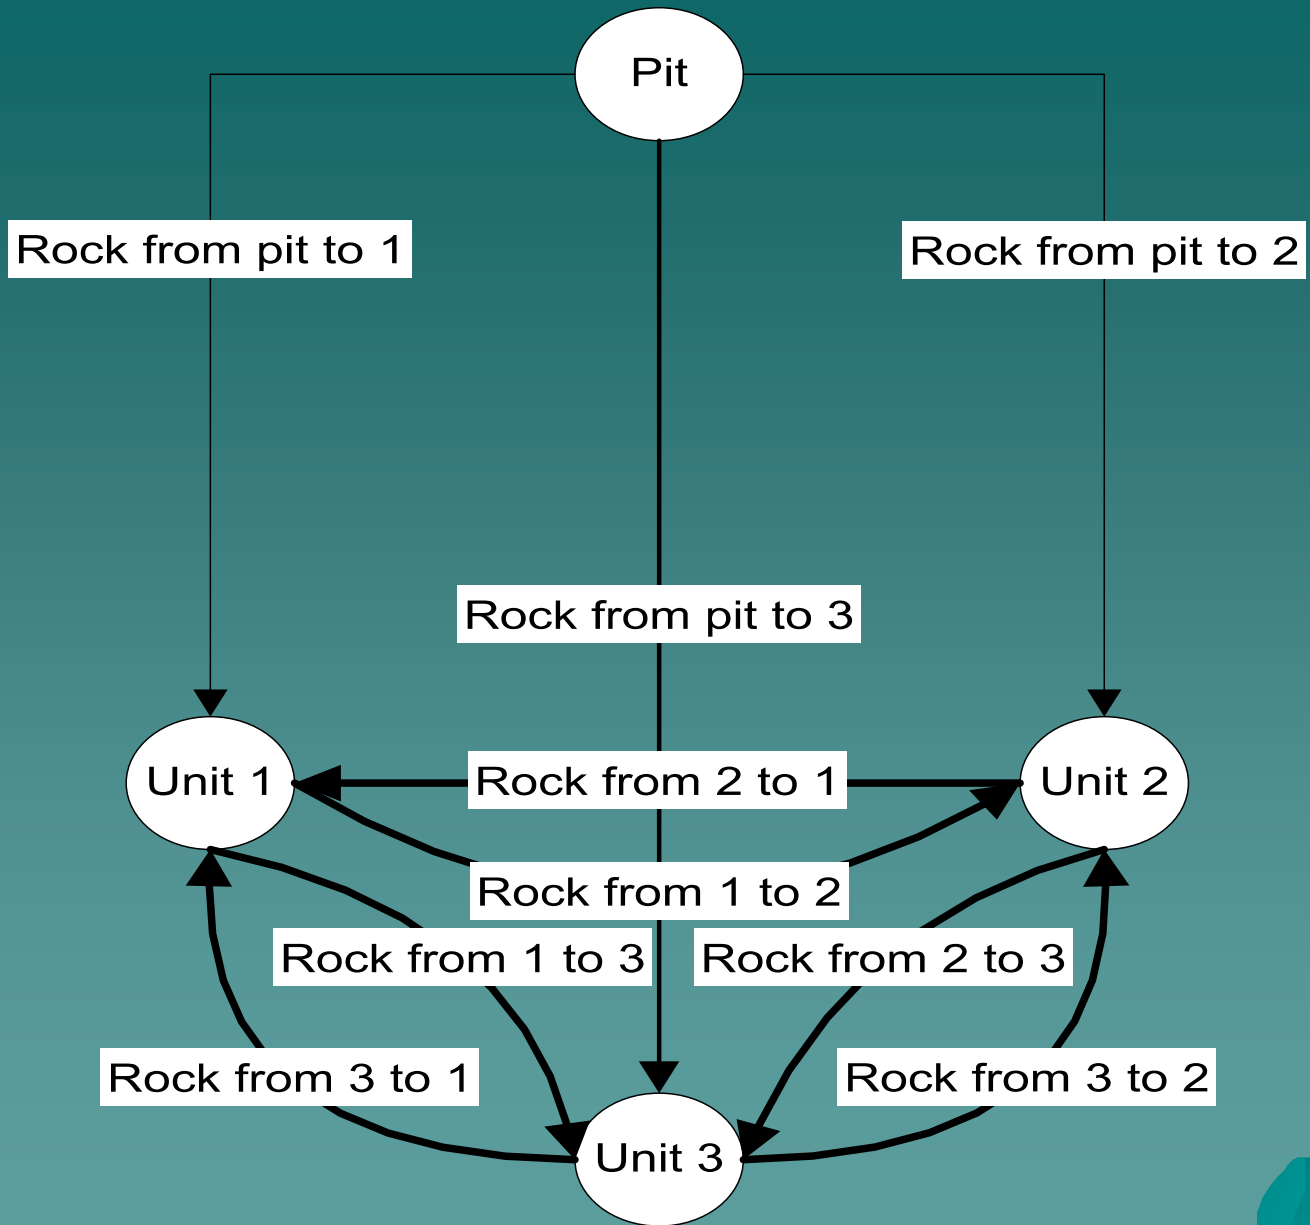 Pit
Rock from pit to 1
Rock from pit to 2
Rock from pit to 3
Unit 1
Rock from 2 to 1
Unit 2
Rock from 1 to 2
Rock from 1 to 3
Rock from 2 to 3
Rock from 3 to 1
Rock from 3 to 2
Unit 3